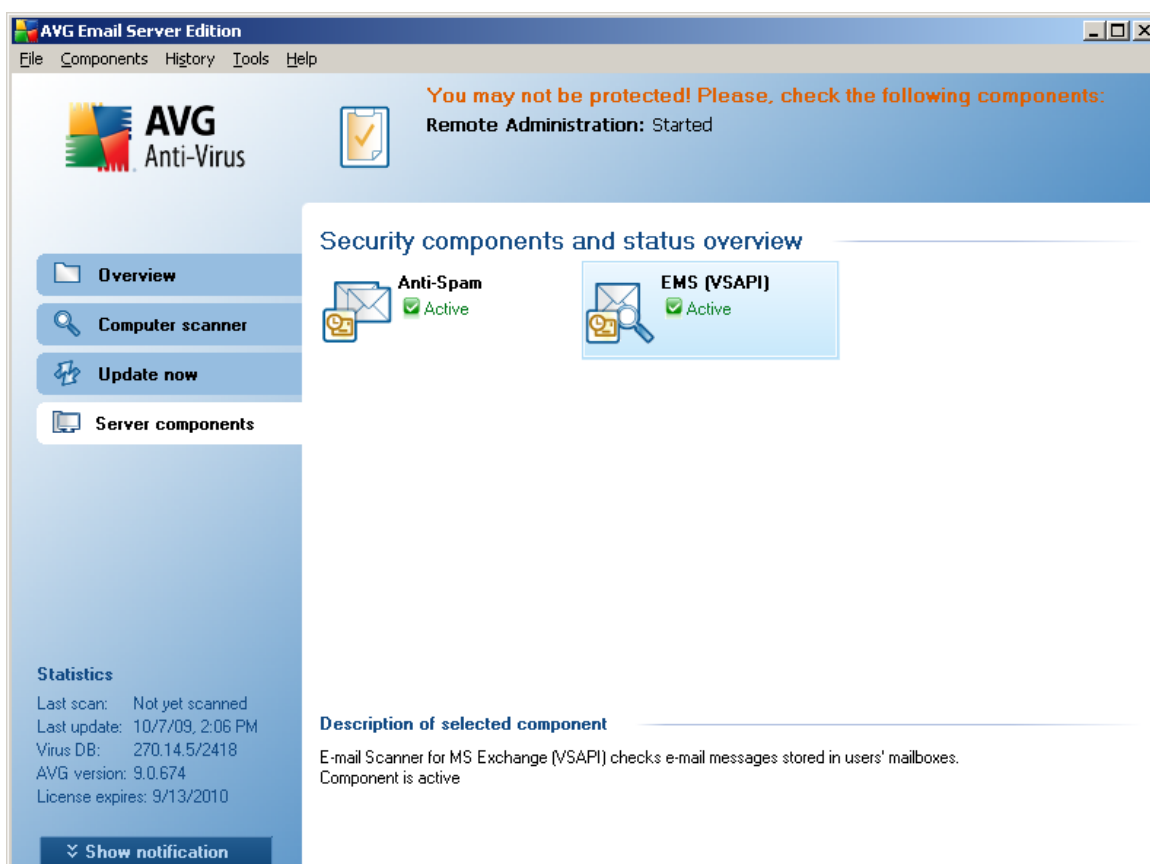 AVG Email Server Edition
File Components History Tools Help
AVG
Anti-Virus
You may not be protected! Please, check the following components:
Remote Administration: Started
Overview
Computer scanner
Update now
Server components
Security components and status overview
Anti-Spam
Active
EMS (VSAPI)
Active
Statistics
Last scan: Not yet scanned
Last update: 10/7/09, 2:06 PM
Virus DB: 270.14.5/2418
AVG version: 9.0.674
License expires: 9/13/2010
Show notification
Description of selected component
E-mail Scanner for MS Exchange (VSAPI) checks e-mail messages stored in users' mailboxes.
Component is active